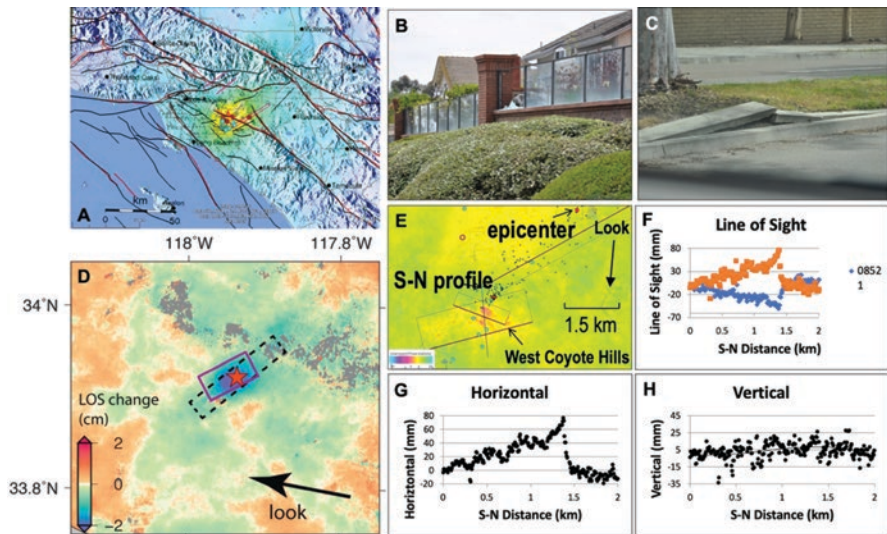 A
km
0
50
B
C
118°W
117.8°
D
34°N
LOS change
(cm)
2
0
−2
look
33.8°N
E
epicenter
Look
S-N profile
1.5 km
West Coyote Hills
F
Line of Sight
Line of Sight (mm)
80
30
-20
-70
0
0.5
1
1.5
2
S-N Distance (km)
0852
1
G
Horizontal
Horiztontal (mm)
80
60
40
20
0
-20
0
0.5
1
1.5
2
S-N Distance (km)
H
Vertical
Vertical (mm)
45
25
5
-15
-35
0
0.5
1
1.5
2
S-N Distance (km)